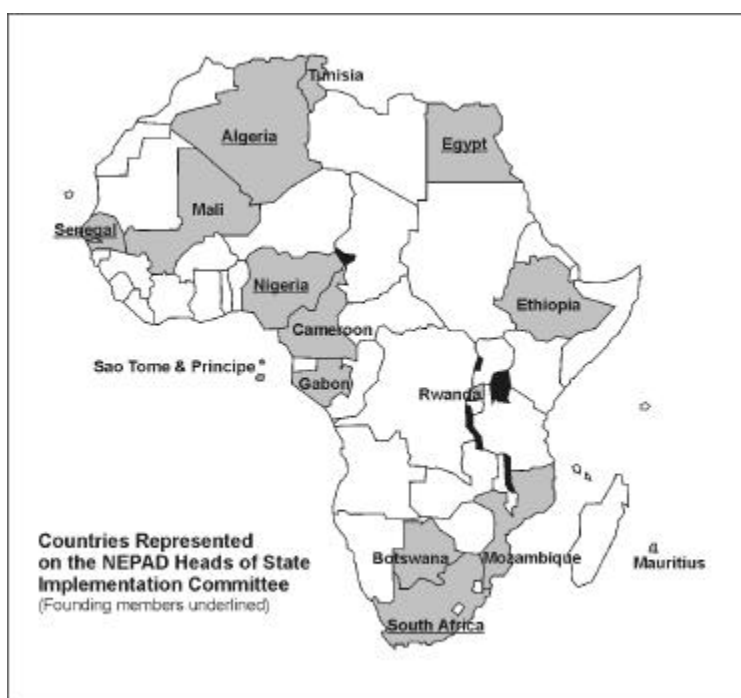 Tunisia
Algeria
Egypt
Mali
Senegal
Nigeria
Ethiopia
Cameroon
Sao Tome & Principe
Gabon
Rwanda
Countries Represented
on the NEPAD Heads of State
Implementation Committee
(Founding members underlined)
Botswana
Mozambique
Mauritius
South Africa